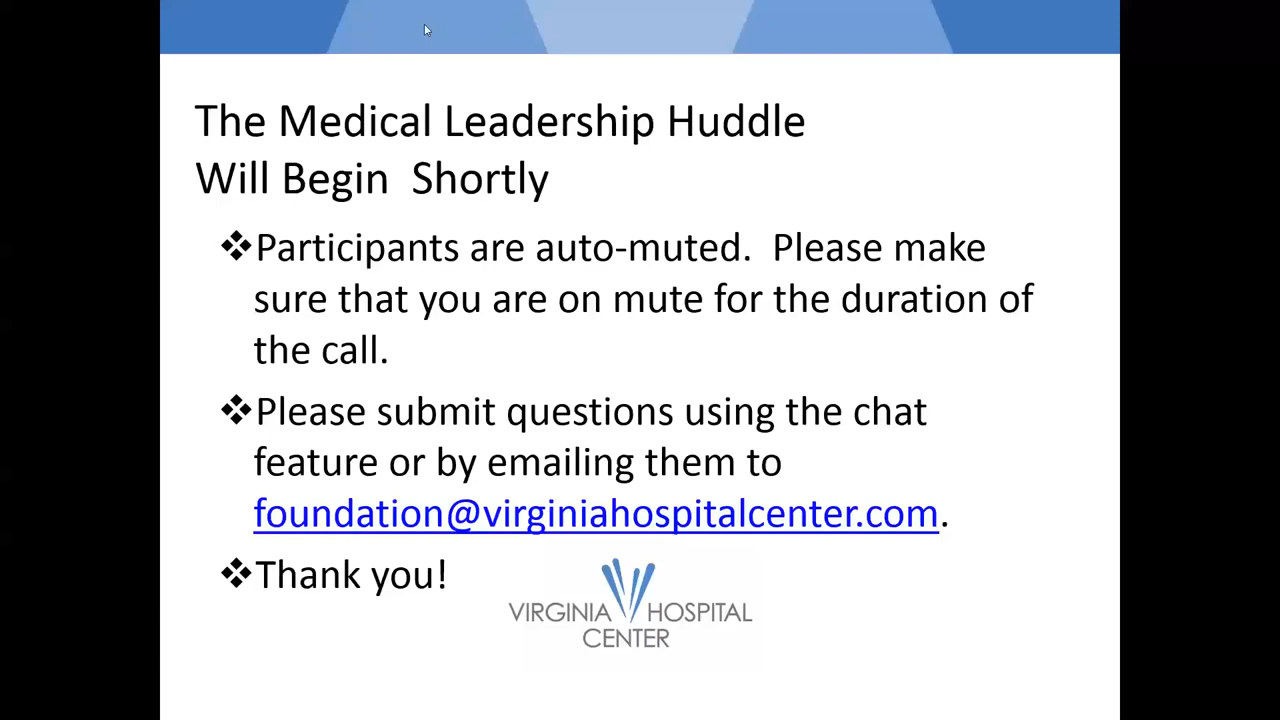 The Medical Leadership Huddle
Will Begin  Shortly
❖Participants are auto-muted.  Please make
sure that you are on mute for the duration of
the call.
❖Please submit questions using the chat
feature or by emailing them to
foundation@virginiahospitalcenter.com.
❖Thank you!
VIRGINIA HOSPITAL
CENTER